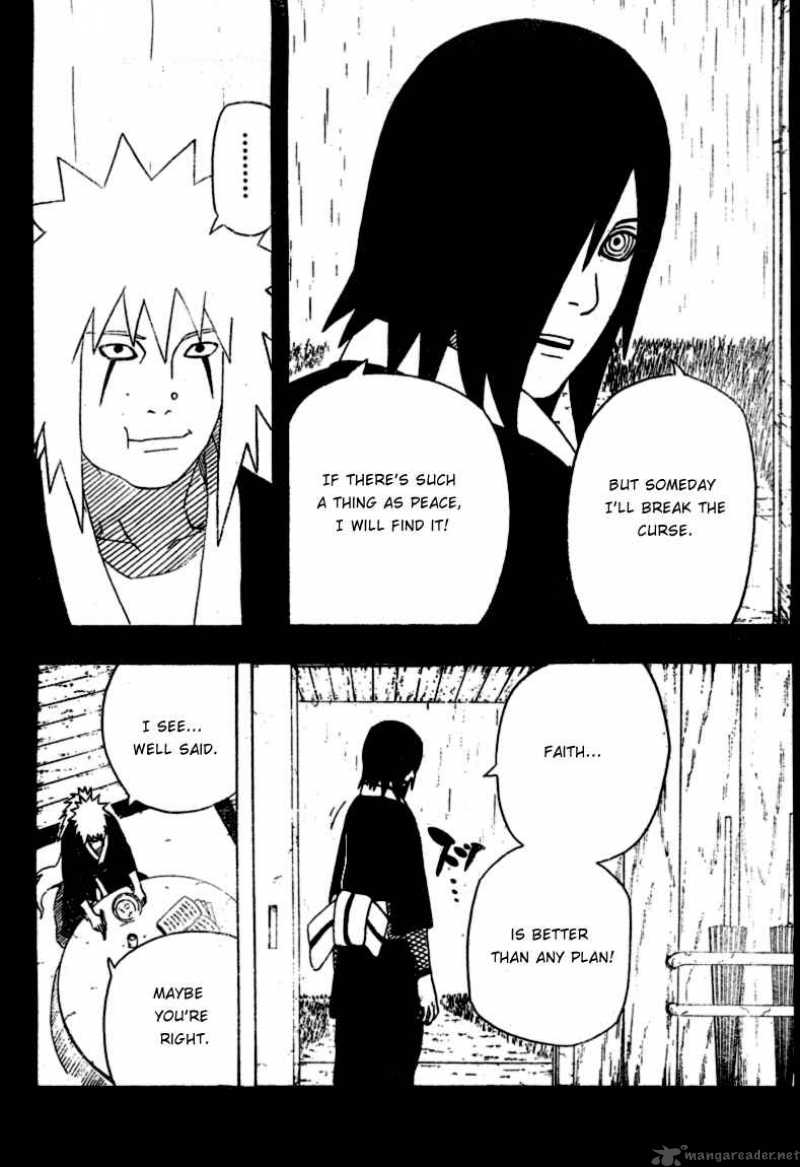 BUT SOMEDAY
I'LL BREAK THE
CURSE.
IF THERE'S SUCH
A THING AS PEACE,
I WILL FIND IT!
.........
FAITH...
IS BETTER
THAN ANY PLAN!
I SEE...
WELL SAID.
MAYBE
YOU'RE
RIGHT.
mangareader.net